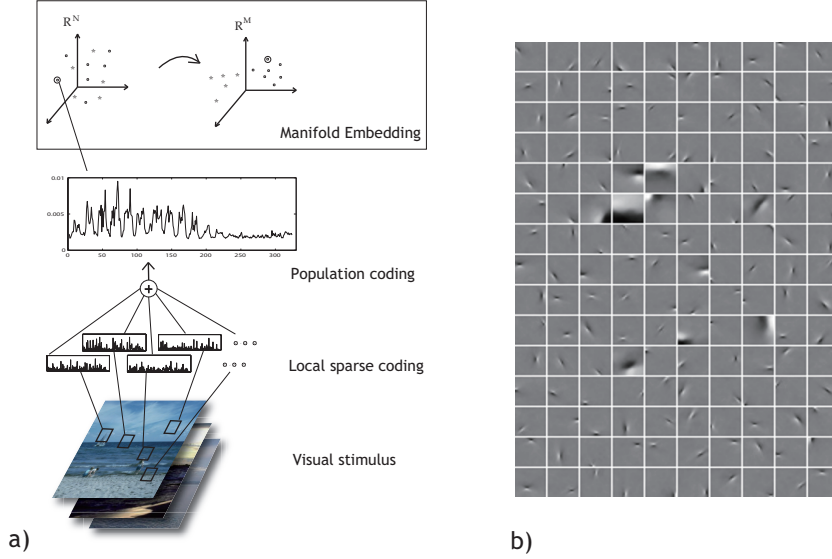 R^N
R^M
Manifold Embedding
0.01
0.005
0
0 50 100 150 200 250 300
Population coding
+
Local sparse coding
Visual stimulus
a)
b)